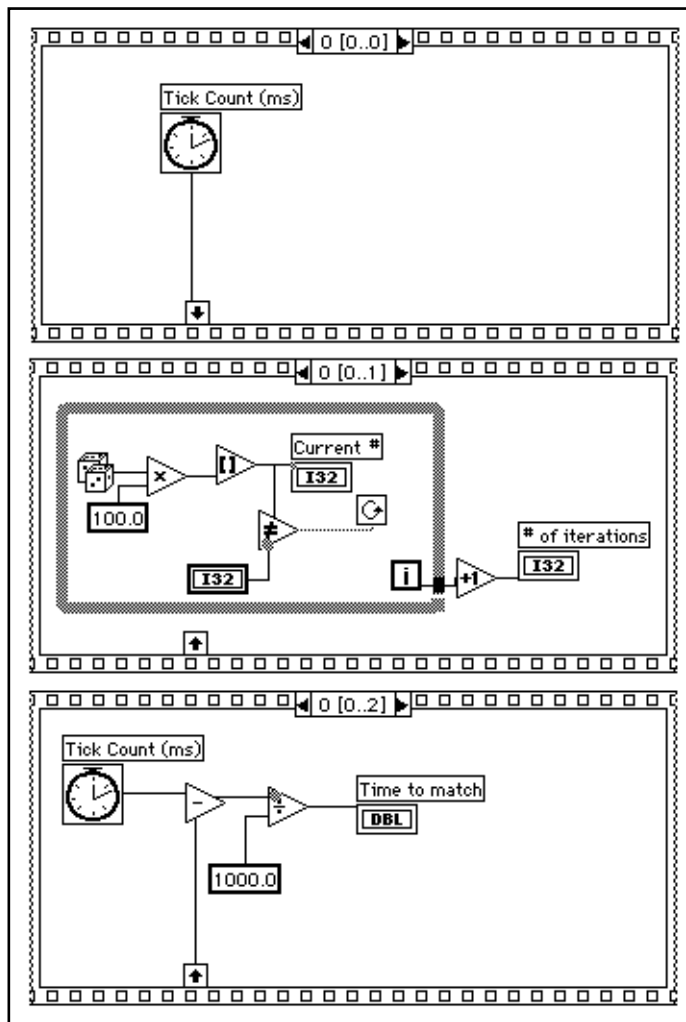 0 [0..0]
Tick Count (ms)
0 [0..1]
Current #
I32
×
[]
100.0
≠
I32
i
+1
# of iterations
I32
0 [0..2]
Tick Count (ms)
−
÷
Time to match
DBL
1000.0